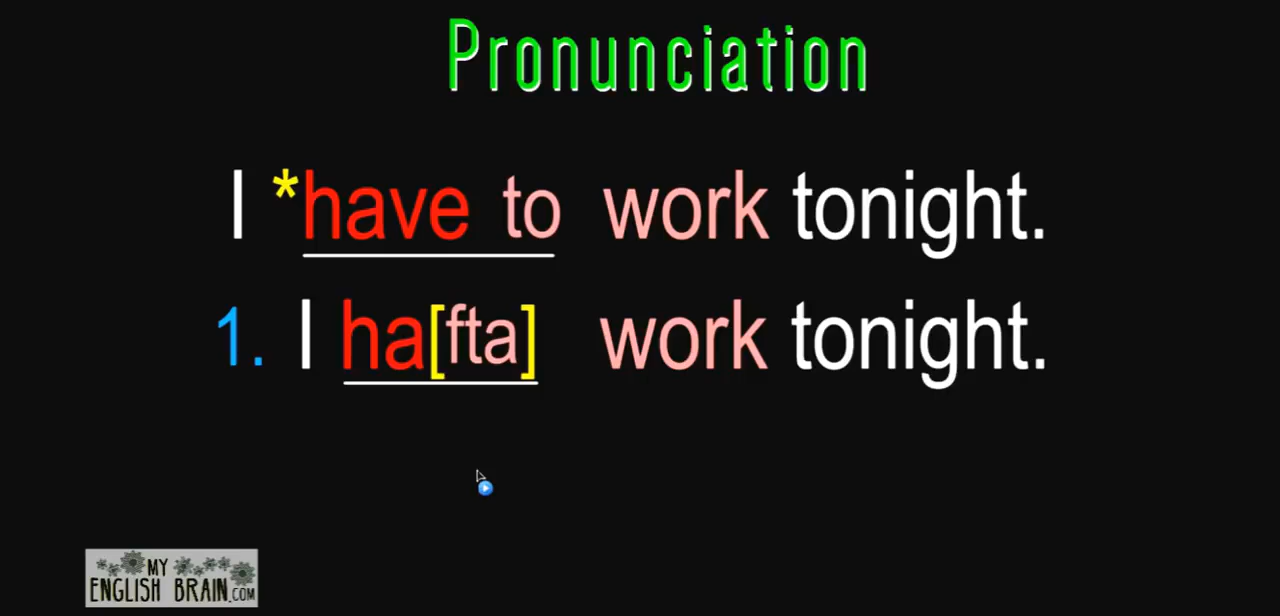 Pronunciation
I *have to work tonight.
1. I ha[fta] work tonight.
MY
ENGLISH BRAIN.COM